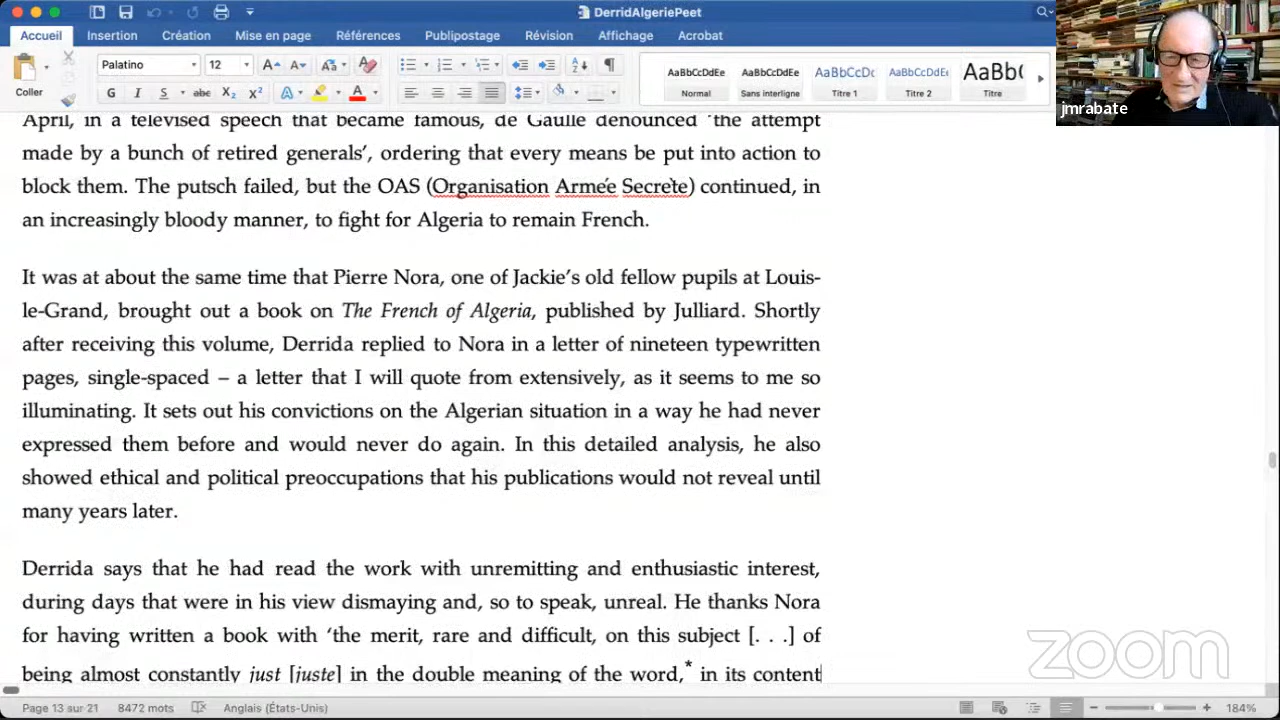 DerridAlgeriePeet
Accueil Insertion Création Mise en page Références Publipostage Révision Affichage Acrobat
Palatino 12
Coller
AaBbCcDdEe AaBbCcDdEe AaBbCcDc AaBbCcDdEe AaBb(
Normal Sans interligne Titre 1 Titre 2 Titre
jmrabate
April, in a televised speech that became famous, de Gaulle denounced 'the attempt
made by a bunch of retired generals', ordering that every means be put into action to
block them. The putsch failed, but the OAS (Organisation Armée Secrète) continued, in
an increasingly bloody manner, to fight for Algeria to remain French.
It was at about the same time that Pierre Nora, one of Jackie's old fellow pupils at Louis-
le-Grand, brought out a book on The French of Algeria, published by Julliard. Shortly
after receiving this volume, Derrida replied to Nora in a letter of nineteen typewritten
pages, single-spaced – a letter that I will quote from extensively, as it seems to me so
illuminating. It sets out his convictions on the Algerian situation in a way he had never
expressed them before and would never do again. In this detailed analysis, he also
showed ethical and political preoccupations that his publications would not reveal until
many years later.
Derrida says that he had read the work with unremitting and enthusiastic interest,
during days that were in his view dismaying and, so to speak, unreal. He thanks Nora
for having written a book with 'the merit, rare and difficult, on this subject [. . .] of
being almost constantly just [juste] in the double meaning of the word,* in its content
zoom
Page 13 sur 21 8472 mots Anglais (États-Unis) 184%